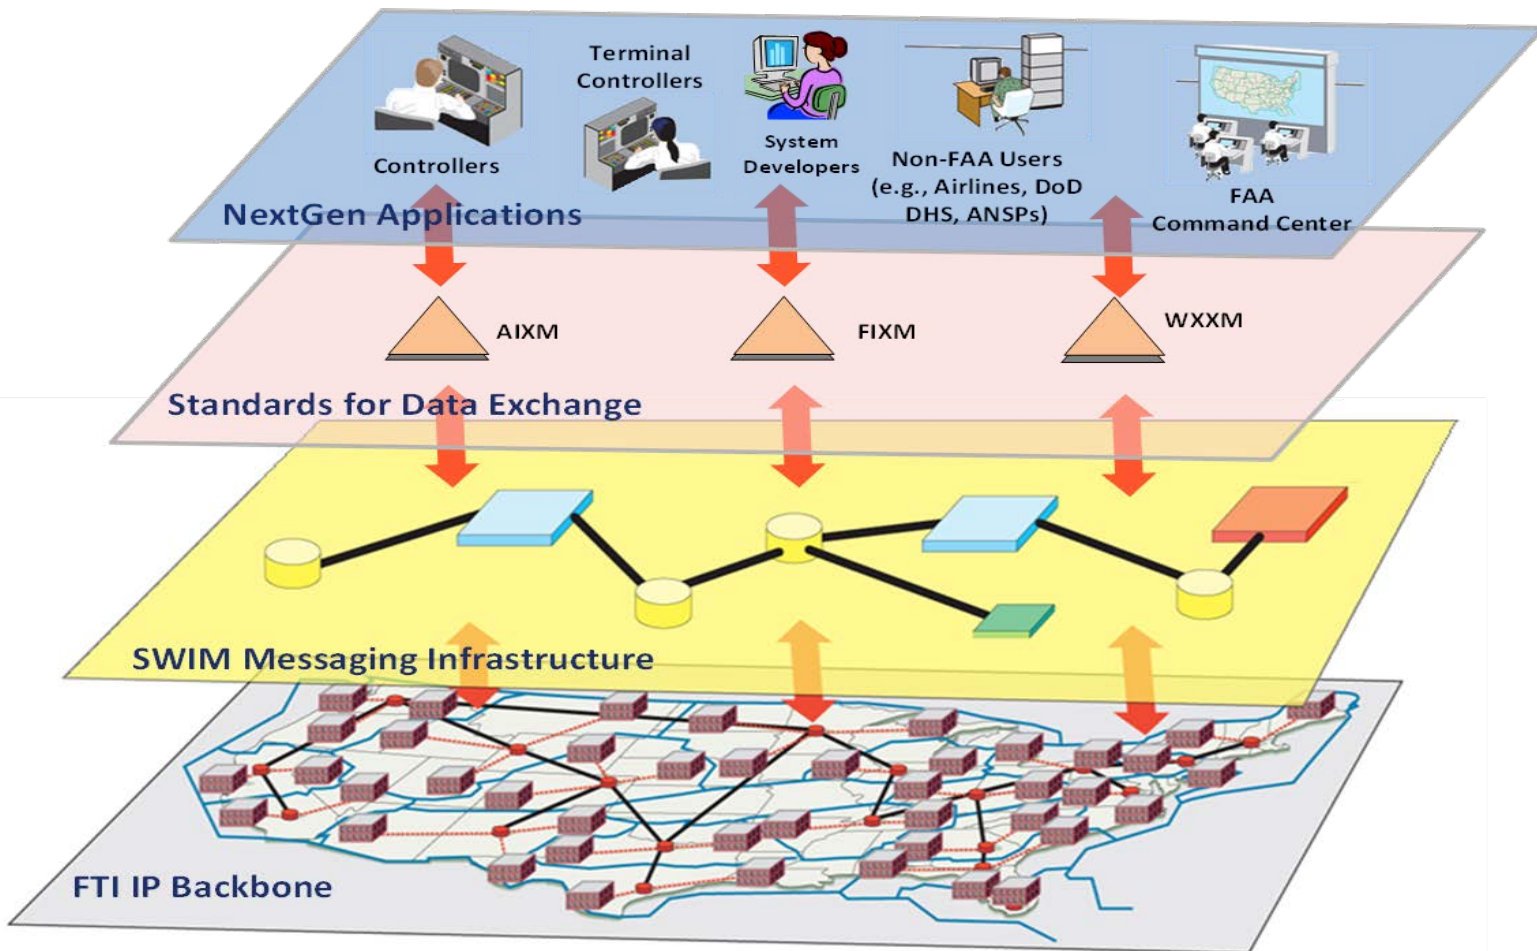 Terminal
Controllers
Controllers
System
Developers
Non-FAA Users
(e.g., Airlines, DoD
DHS, ANSPs)
FAA
Command Center
NextGen Applications
AIXM
FIXM
WXXM
Standards for Data Exchange
SWIM Messaging Infrastructure
FTI IP Backbone